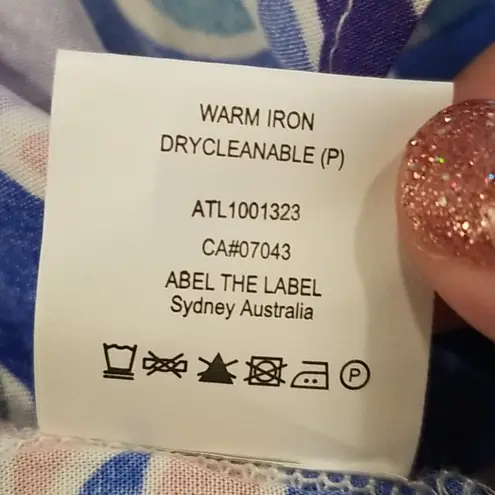 WARM IRON
DRYCLEANABLE (P)
ATL1001323
CA#07043
ABEL THE LABEL
Sydney Australia
P